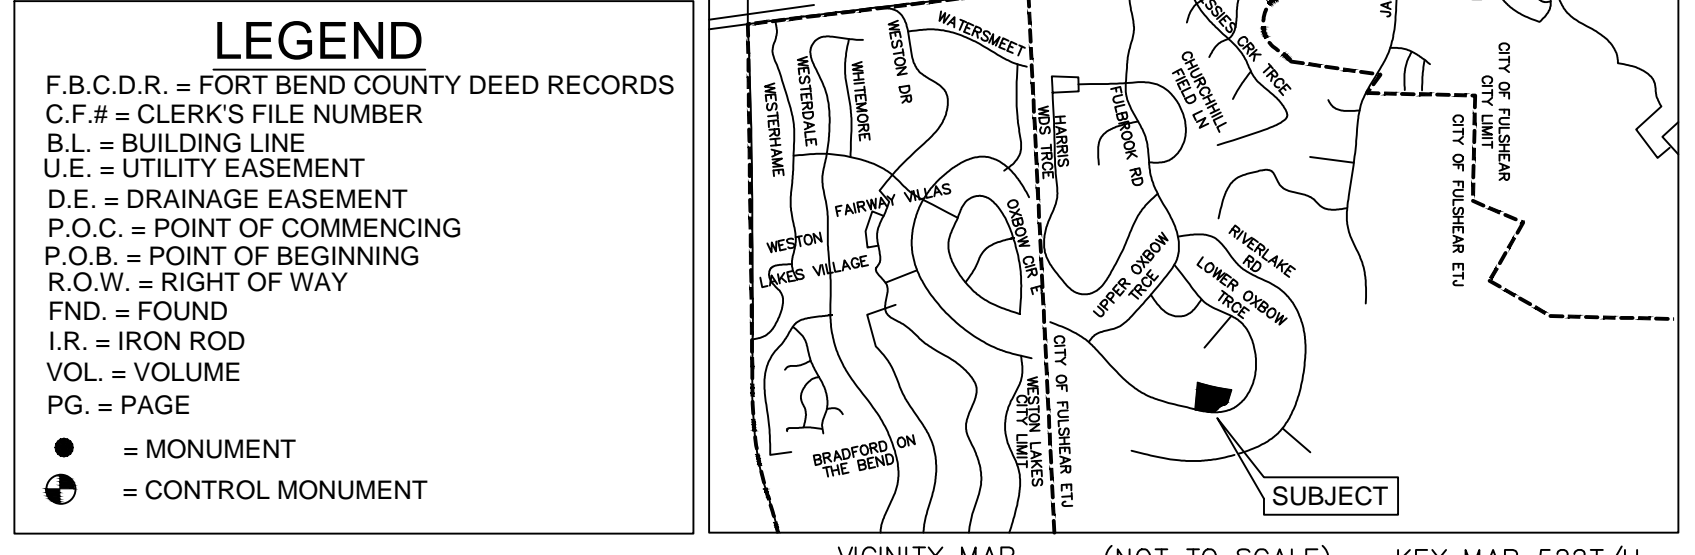 LEGEND
F.B.C.D.R. = FORT BEND COUNTY DEED RECORDS
C.F.# = CLERK'S FILE NUMBER
B.L. = BUILDING LINE
U.E. = UTILITY EASEMENT
D.E. = DRAINAGE EASEMENT
P.O.C. = POINT OF COMMENCING
P.O.B. = POINT OF BEGINNING
R.O.W. = RIGHT OF WAY
FND. = FOUND
I.R. = IRON ROD
VOL. = VOLUME
PG. = PAGE
= MONUMENT
= CONTROL MONUMENT
WESTERHAME
WESTERDALE
WHITEMORE
WESTON DR
WATERSMEET
HARRIS
WDS TRCE
FULBROOK RD
CHURCHHILL
FIELD LN
SSIES CRK TRCE
JA
CITY OF FULSHEAR
CITY LIMIT
CITY OF FULSHEAR ETJ
FAIRWAY VILLAS
WESTON
LAKES VILLAGE
OXBOW CIR E
UPPER OXBOW
TRCE
RIVERLAKE
RD
LOWER OXBOW
TRCE
CITY OF FULSHEAR ETJ
WESTON LAKES
CITY LIMIT
BRADFORD ON
THE BEND
SUBJECT
VICINITY MAP (NOT TO SCALE)